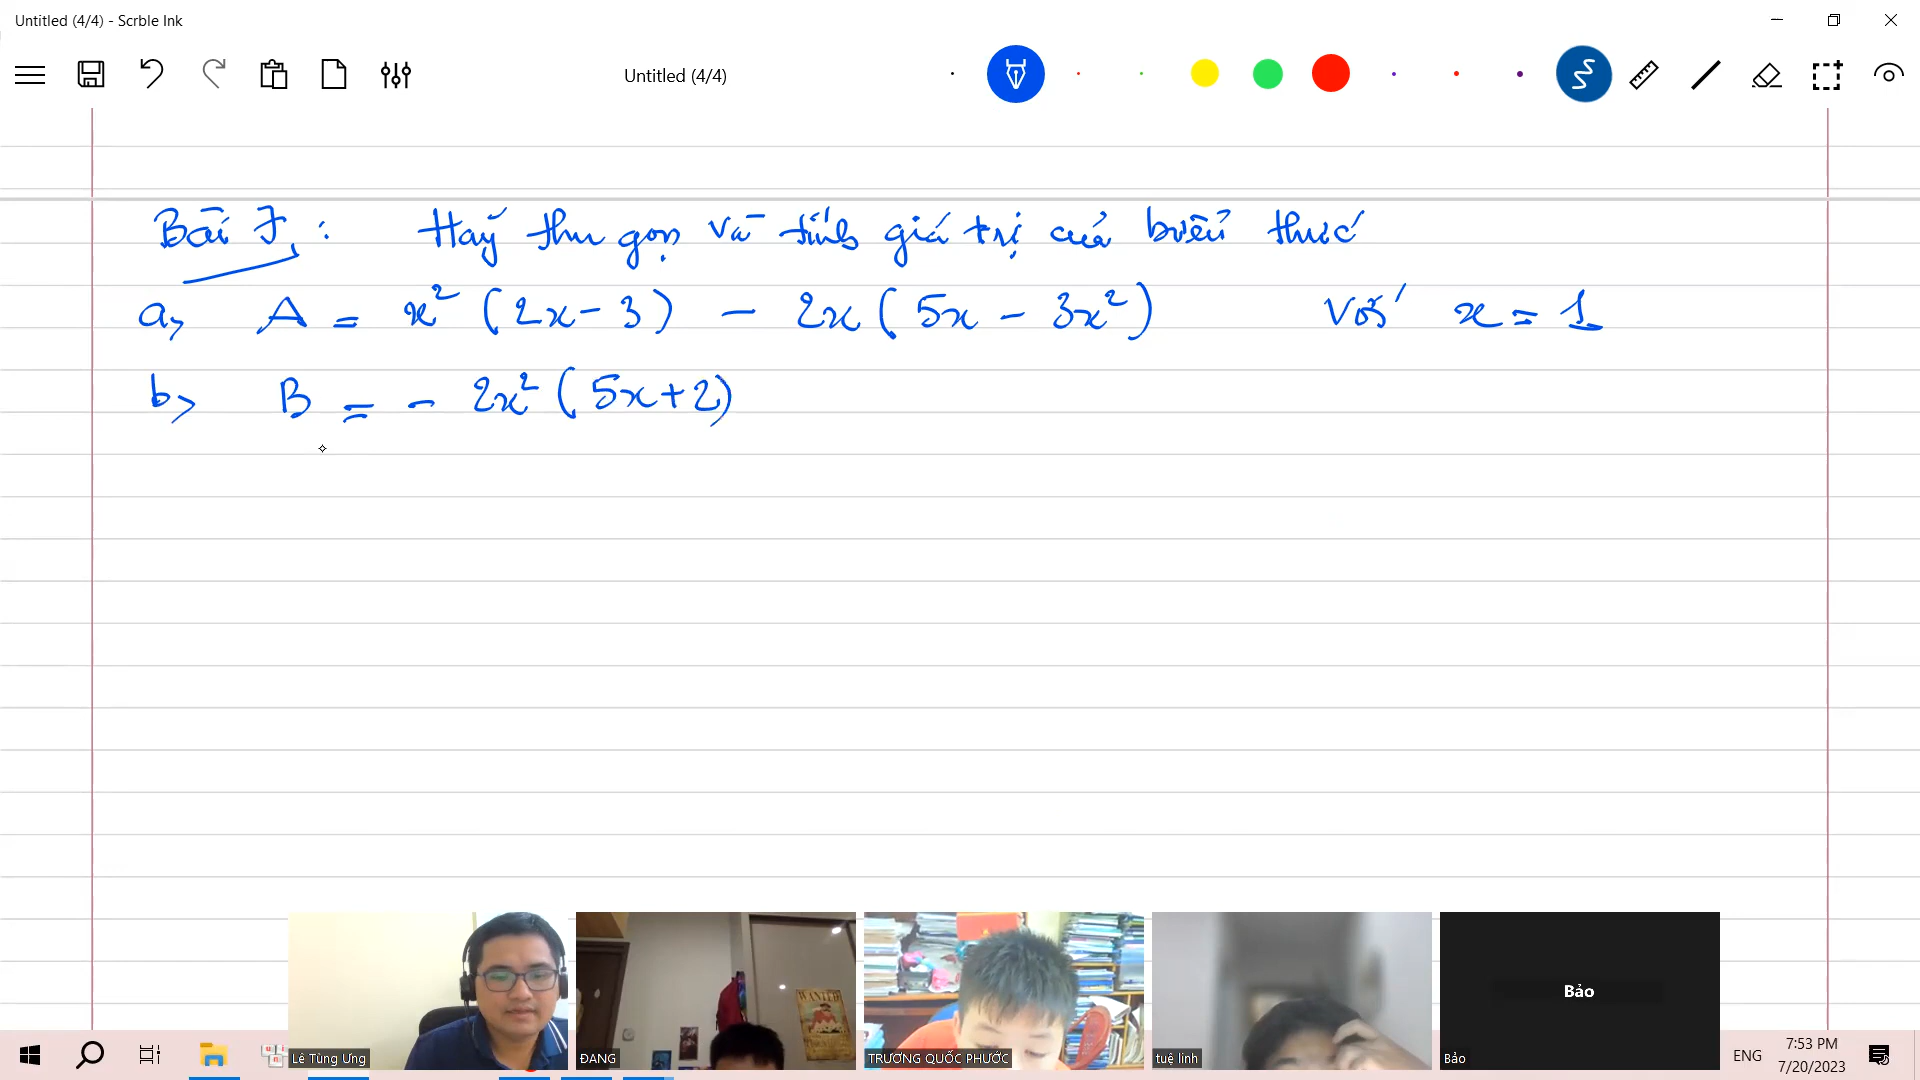 Untitled (4/4) - Scrble Ink
Untitled (4/4)
Bài 7: Hãy thu gọn và tính giá trị của biểu thức
a, A = x² (2x - 3) - 2x (5x - 3x²) Với x = 1
b, B = - 2x² (5x + 2)
WANTED
Lê Tùng Ưng
ĐANG
TRƯƠNG QUỐC PHƯỚC
tuệ linh
Bảo
Bảo
ENG
7:53 PM
7/20/2023